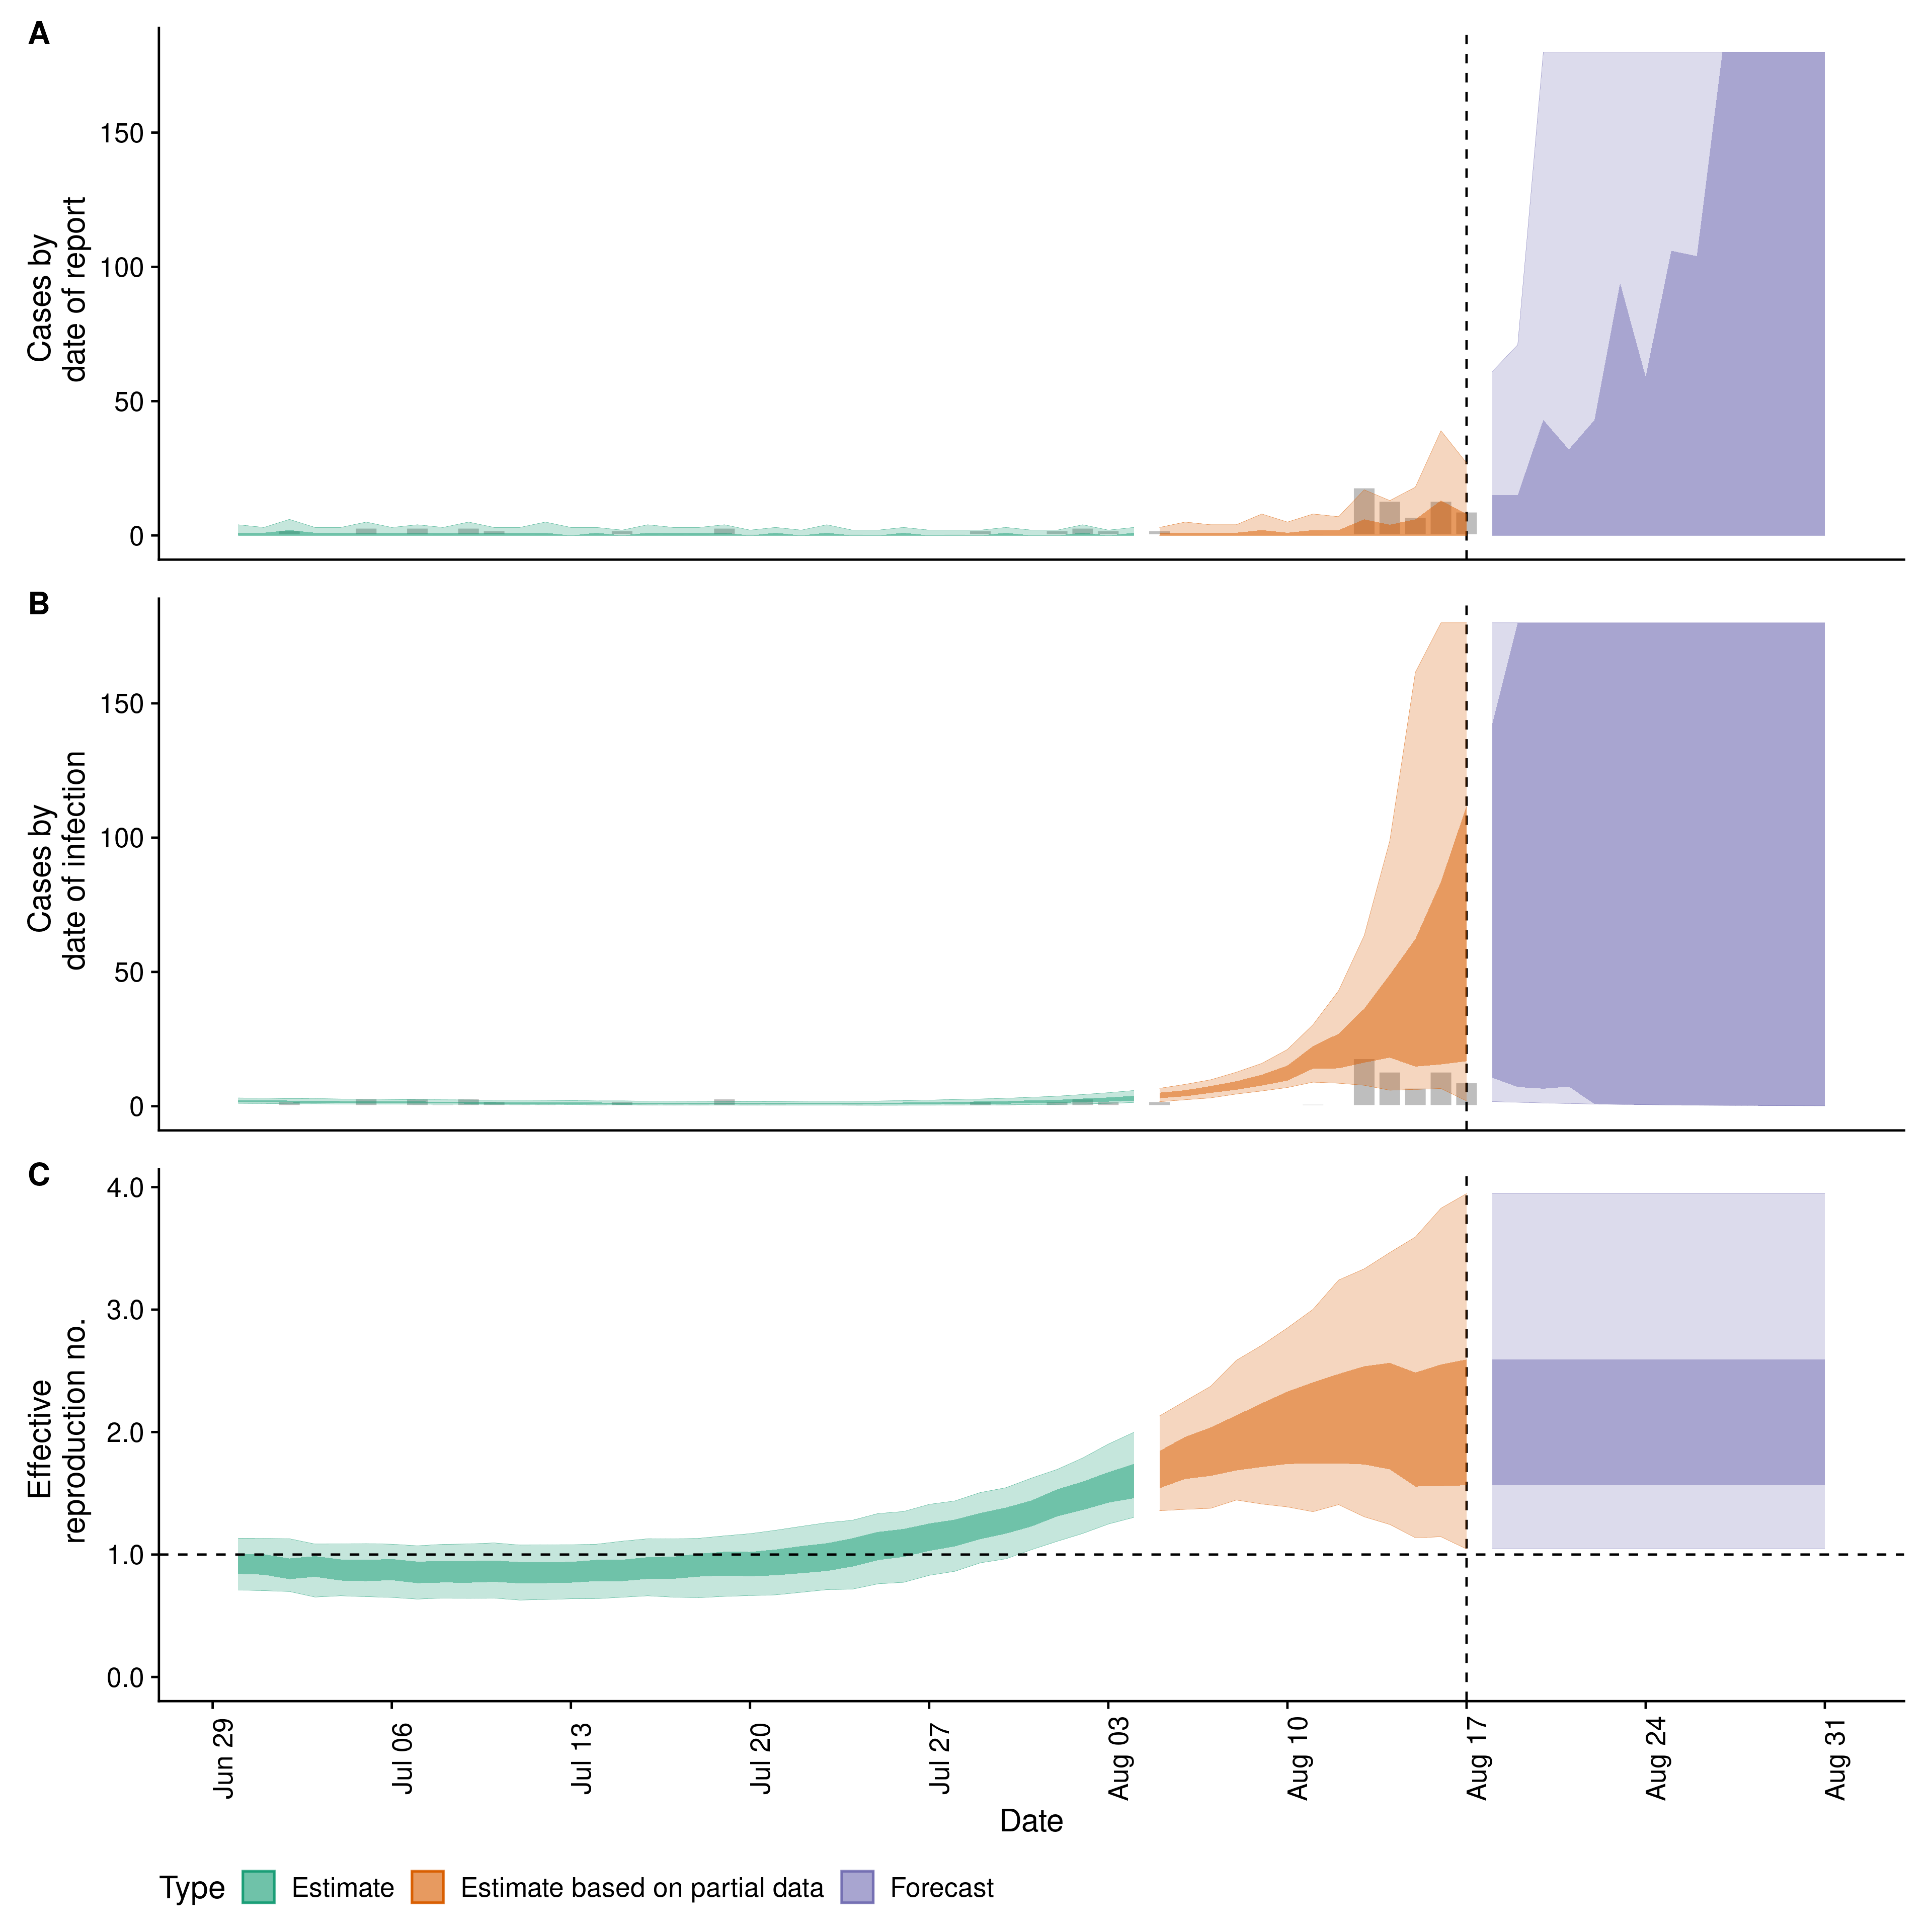 A
150
100
50
0
Cases by
date of report
B
150
100
50
0
Cases by
date of infection
C
4.0
3.0
2.0
1.0
0.0
Effective
reproduction no.
Jun 29
Jul 06
Jul 13
Jul 20
Jul 27
Aug 03
Aug 10
Aug 17
Aug 24
Aug 31
Date
Type Estimate Estimate based on partial data Forecast